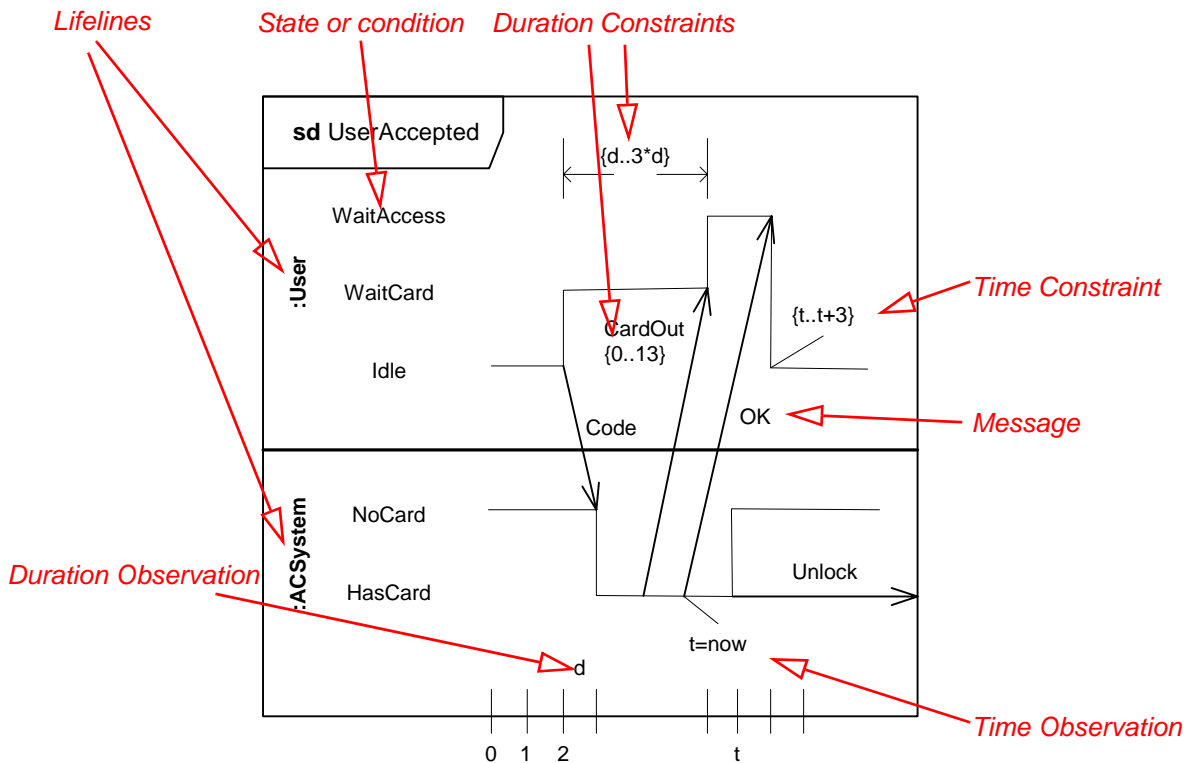 Lifelines
State or condition
Duration Constraints
sd UserAccepted
{d..3*d}
WaitAccess
:User
WaitCard
Time Constraint
{t..t+3}
CardOut
{0..13}
Idle
Code
OK
Message
:ACSystem
NoCard
Duration Observation
HasCard
Unlock
t=now
d
Time Observation
0 1 2 t